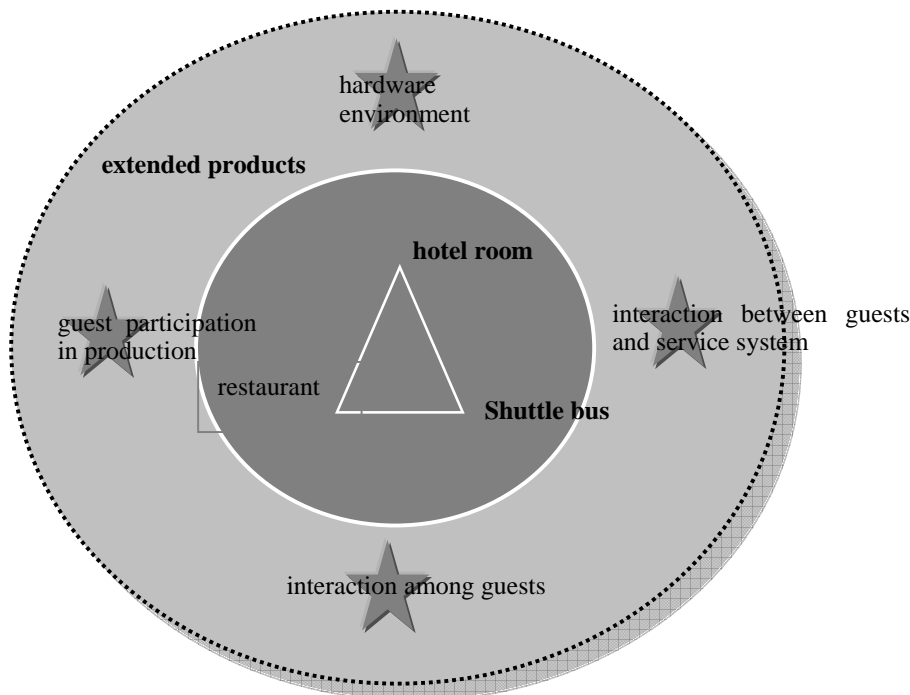 hardware
environment
extended products
hotel room
guest participation
in production
interaction between guests
and service system
restaurant
Shuttle bus
interaction among guests